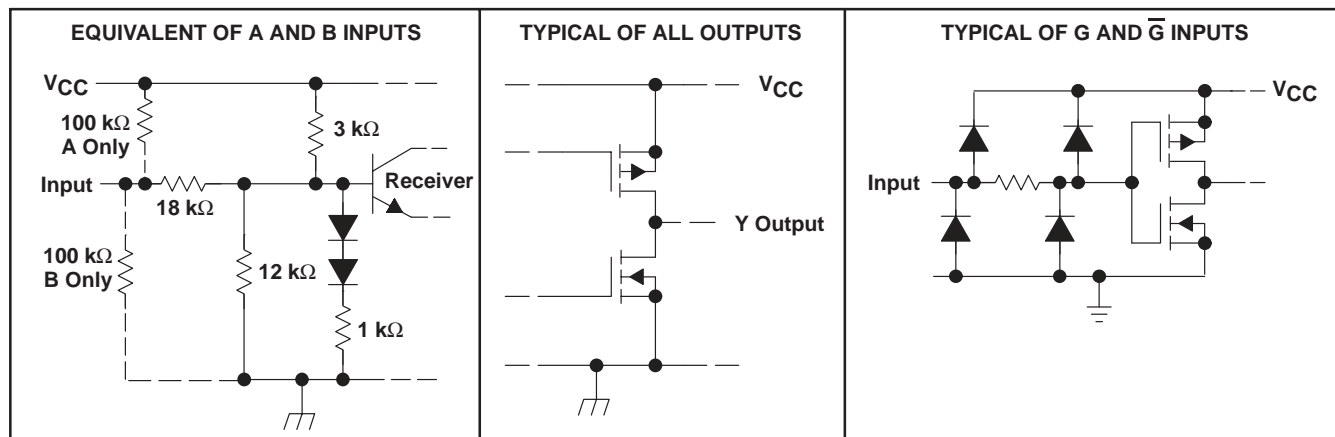 EQUIVALENT OF A AND B INPUTS
VCC
100 kΩ
A Only
3 kΩ
Input
18 kΩ
Receiver
100 kΩ
B Only
12 kΩ
1 kΩ
TYPICAL OF ALL OUTPUTS
VCC
Y Output
TYPICAL OF G AND G̅ INPUTS
VCC
Input